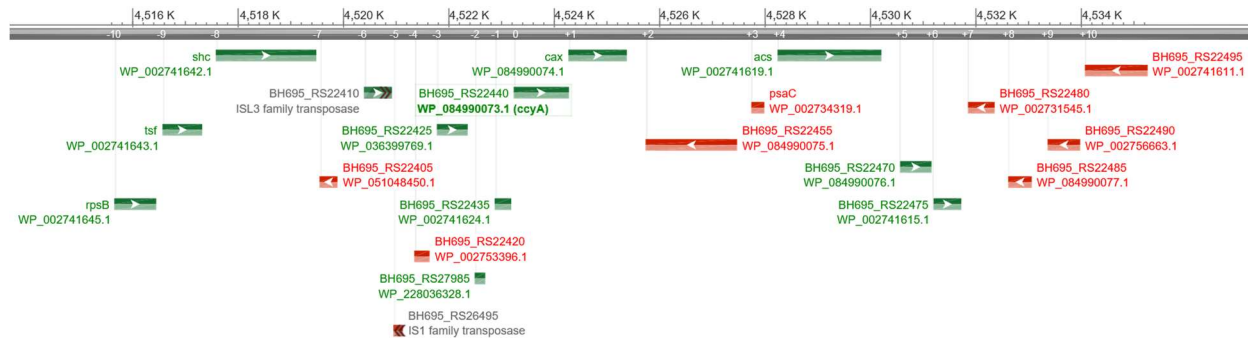 4,516 K 4,518 K 4,520 K 4,522 K 4,524 K 4,526 K 4,528 K 4,530 K 4,532 K 4,534 K
-10 -9 -8 -7 -6 -5 -4 -3 -2 -1 0 +1 +2 +3 +4 +5 +6 +7 +8 +9 +10
shc cax acs
WP_002741642.1 WP_084990074.1 WP_002741619.1
BH695_RS22495
WP_002741611.1
BH695_RS22410 BH695_RS22440 psaC BH695_RS22480
ISL3 family transposase WP_084990073.1 (ccyA) WP_002734319.1 WP_002731545.1
tsf BH695_RS22425 BH695_RS22455 BH695_RS22490
WP_002741643.1 WP_036399769.1 WP_084990075.1 WP_002756663.1
BH695_RS22405 BH695_RS22470 BH695_RS22485
WP_051048450.1 WP_084990076.1 WP_084990077.1
rpsB BH695_RS22435 BH695_RS22475
WP_002741645.1 WP_002741624.1 WP_002741615.1
BH695_RS22420
WP_002753396.1
BH695_RS27985
WP_228036328.1
BH695_RS26495
IS1 family transposase